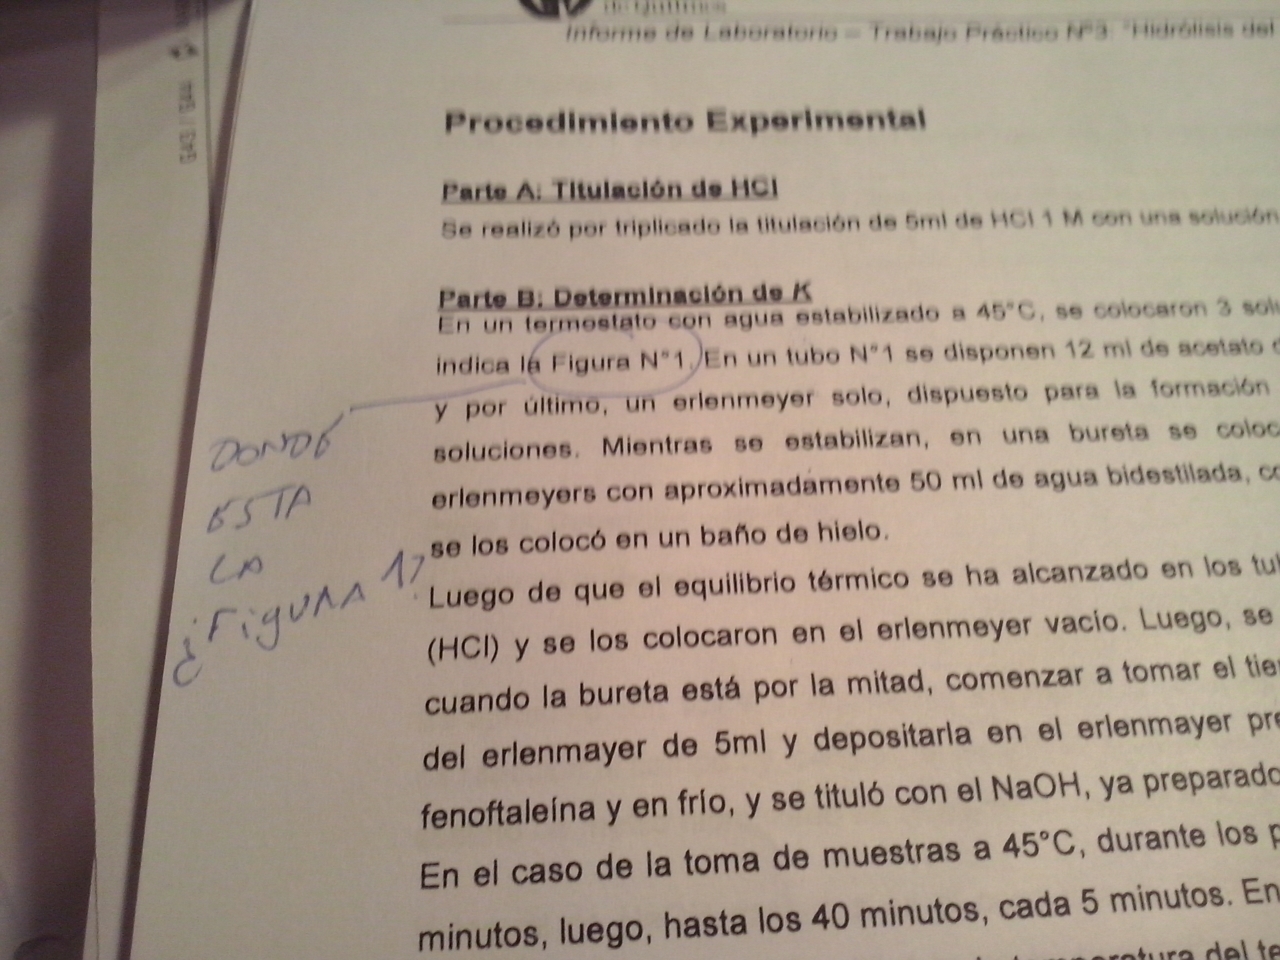 de Química
Informe de Laboratorio – Trabajo Práctico N°3: "Hidrólisis del
Procedimiento Experimental
Parte A: Titulación de HCl
Se realizó por triplicado la titulación de 5ml de HCl 1 M con una solución
Parte B: Determinación de K
En un termostato con agua estabilizado a 45°C, se colocaron 3
indica la Figura N°1. En un tubo N°1 se disponen 12 ml de acetato
y por último, un erlenmeyer solo, dispuesto para la formación
soluciones. Mientras se estabilizan, en una bureta se
erlenmeyers con aproximadamente 50 ml de agua bidestilada,
se los colocó en un baño de hielo.
Luego de que el equilibrio térmico se ha alcanzado en los
(HCl) y se los colocaron en el erlenmeyer vacio. Luego, se
cuando la bureta está por la mitad, comenzar a tomar el
del erlenmayer de 5ml y depositarla en el erlenmayer
fenoftaleína y en frío, y se tituló con el NaOH, ya preparado
En el caso de la toma de muestras a 45°C, durante los
minutos, luego, hasta los 40 minutos, cada 5 minutos. En
DONDE
ESTA
LA
¿FIGURA 1?